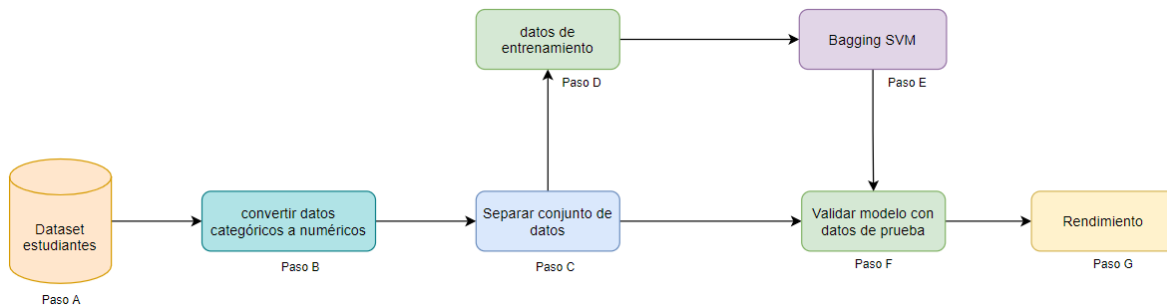 datos de
entrenamiento
Paso D
Bagging SVM
Paso E
Dataset
estudiantes
Paso A
convertir datos
categóricos a numéricos
Paso B
Separar conjunto de
datos
Paso C
Validar modelo con
datos de prueba
Paso F
Rendimiento
Paso G